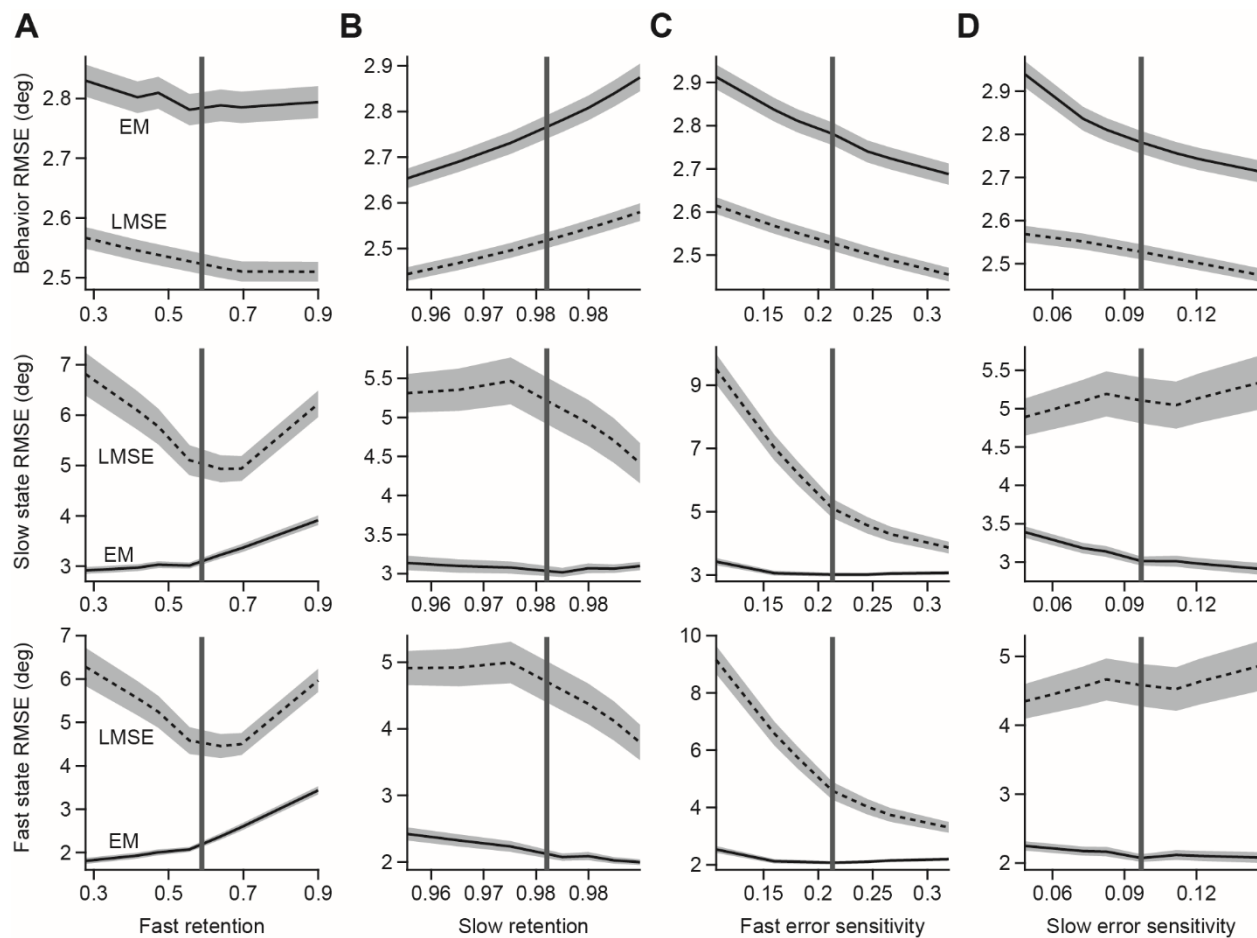 A B C D
Behavior RMSE (deg)
2.8
2.7
2.6
2.5
EM
LMSE
0.3 0.5 0.7 0.9
2.9
2.8
2.7
2.6
2.5
0.96 0.97 0.98 0.98
2.9
2.8
2.7
2.6
2.5
0.15 0.2 0.25 0.3
2.9
2.8
2.7
2.6
2.5
0.06 0.09 0.12
Slow state RMSE (deg)
7
6
5
4
3
LMSE
EM
0.3 0.5 0.7 0.9
5.5
5
4.5
4
3.5
3
0.96 0.97 0.98 0.98
9
7
5
3
0.15 0.2 0.25 0.3
5.5
5
4.5
4
3.5
3
0.06 0.09 0.12
Fast state RMSE (deg)
7
6
5
4
3
2
LMSE
EM
0.3 0.5 0.7 0.9
Fast retention
5
4
3
2
0.96 0.97 0.98 0.98
Slow retention
10
8
6
4
2
0.15 0.2 0.25 0.3
Fast error sensitivity
5
4
3
2
0.06 0.09 0.12
Slow error sensitivity